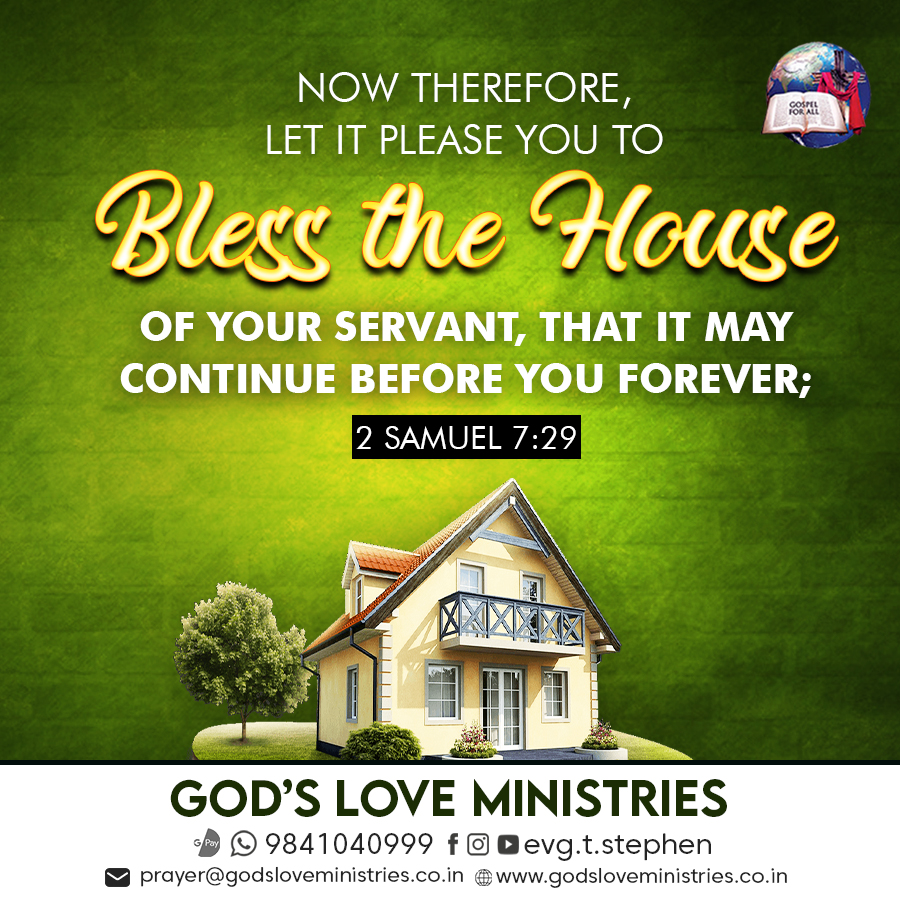 NOW THEREFORE,
LET IT PLEASE YOU TO
Bless the House
OF YOUR SERVANT, THAT IT MAY
CONTINUE BEFORE YOU FOREVER;
2 SAMUEL 7:29
GOSPEL
FOR ALL
GOD'S LOVE MINISTRIES
G Pay 9841040999 evg.t.stephen
prayer@godsloveministries.co.in www.godsloveministries.co.in